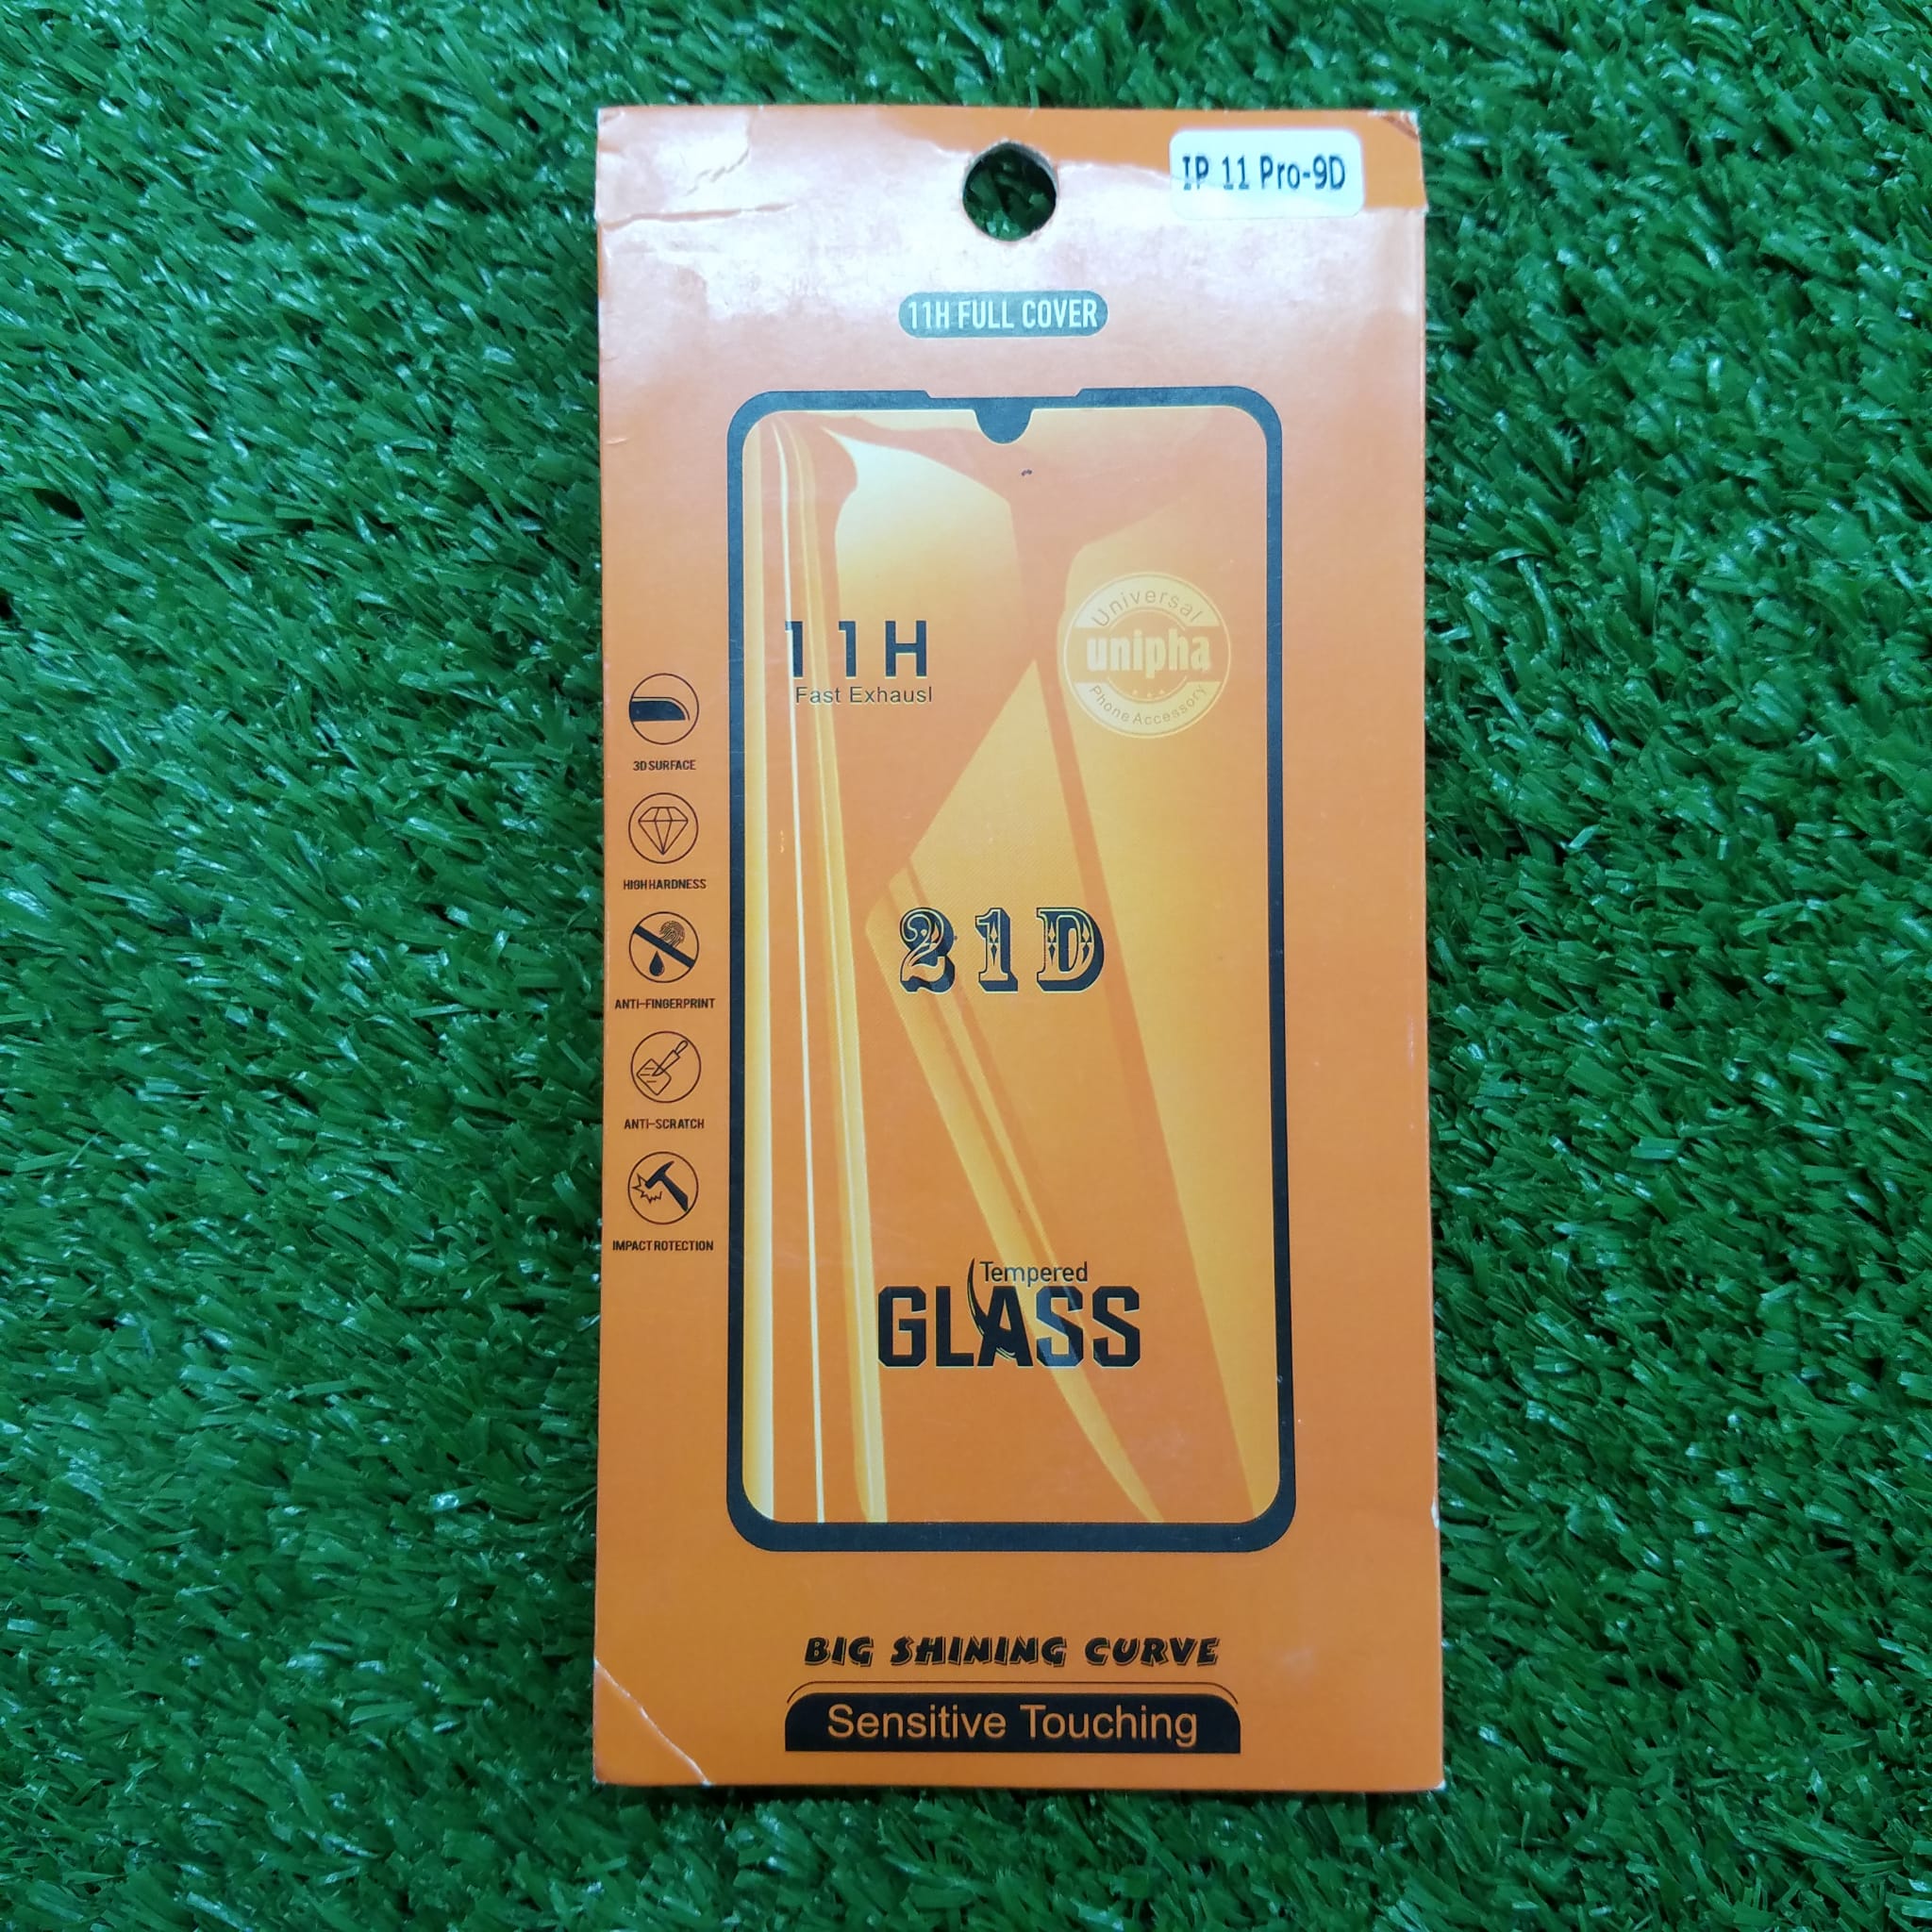 IP 11 Pro-9D
11H FULL COVER
11H
Fast Exhausl
Universal
unipha
Phone Accessory
3D SURFACE
HIGH HARDNESS
ANTI-FINGERPRINT
ANTI-SCRATCH
IMPACT ROTECTION
21D
Tempered
GLASS
BIG SHINING CURVE
Sensitive Touching